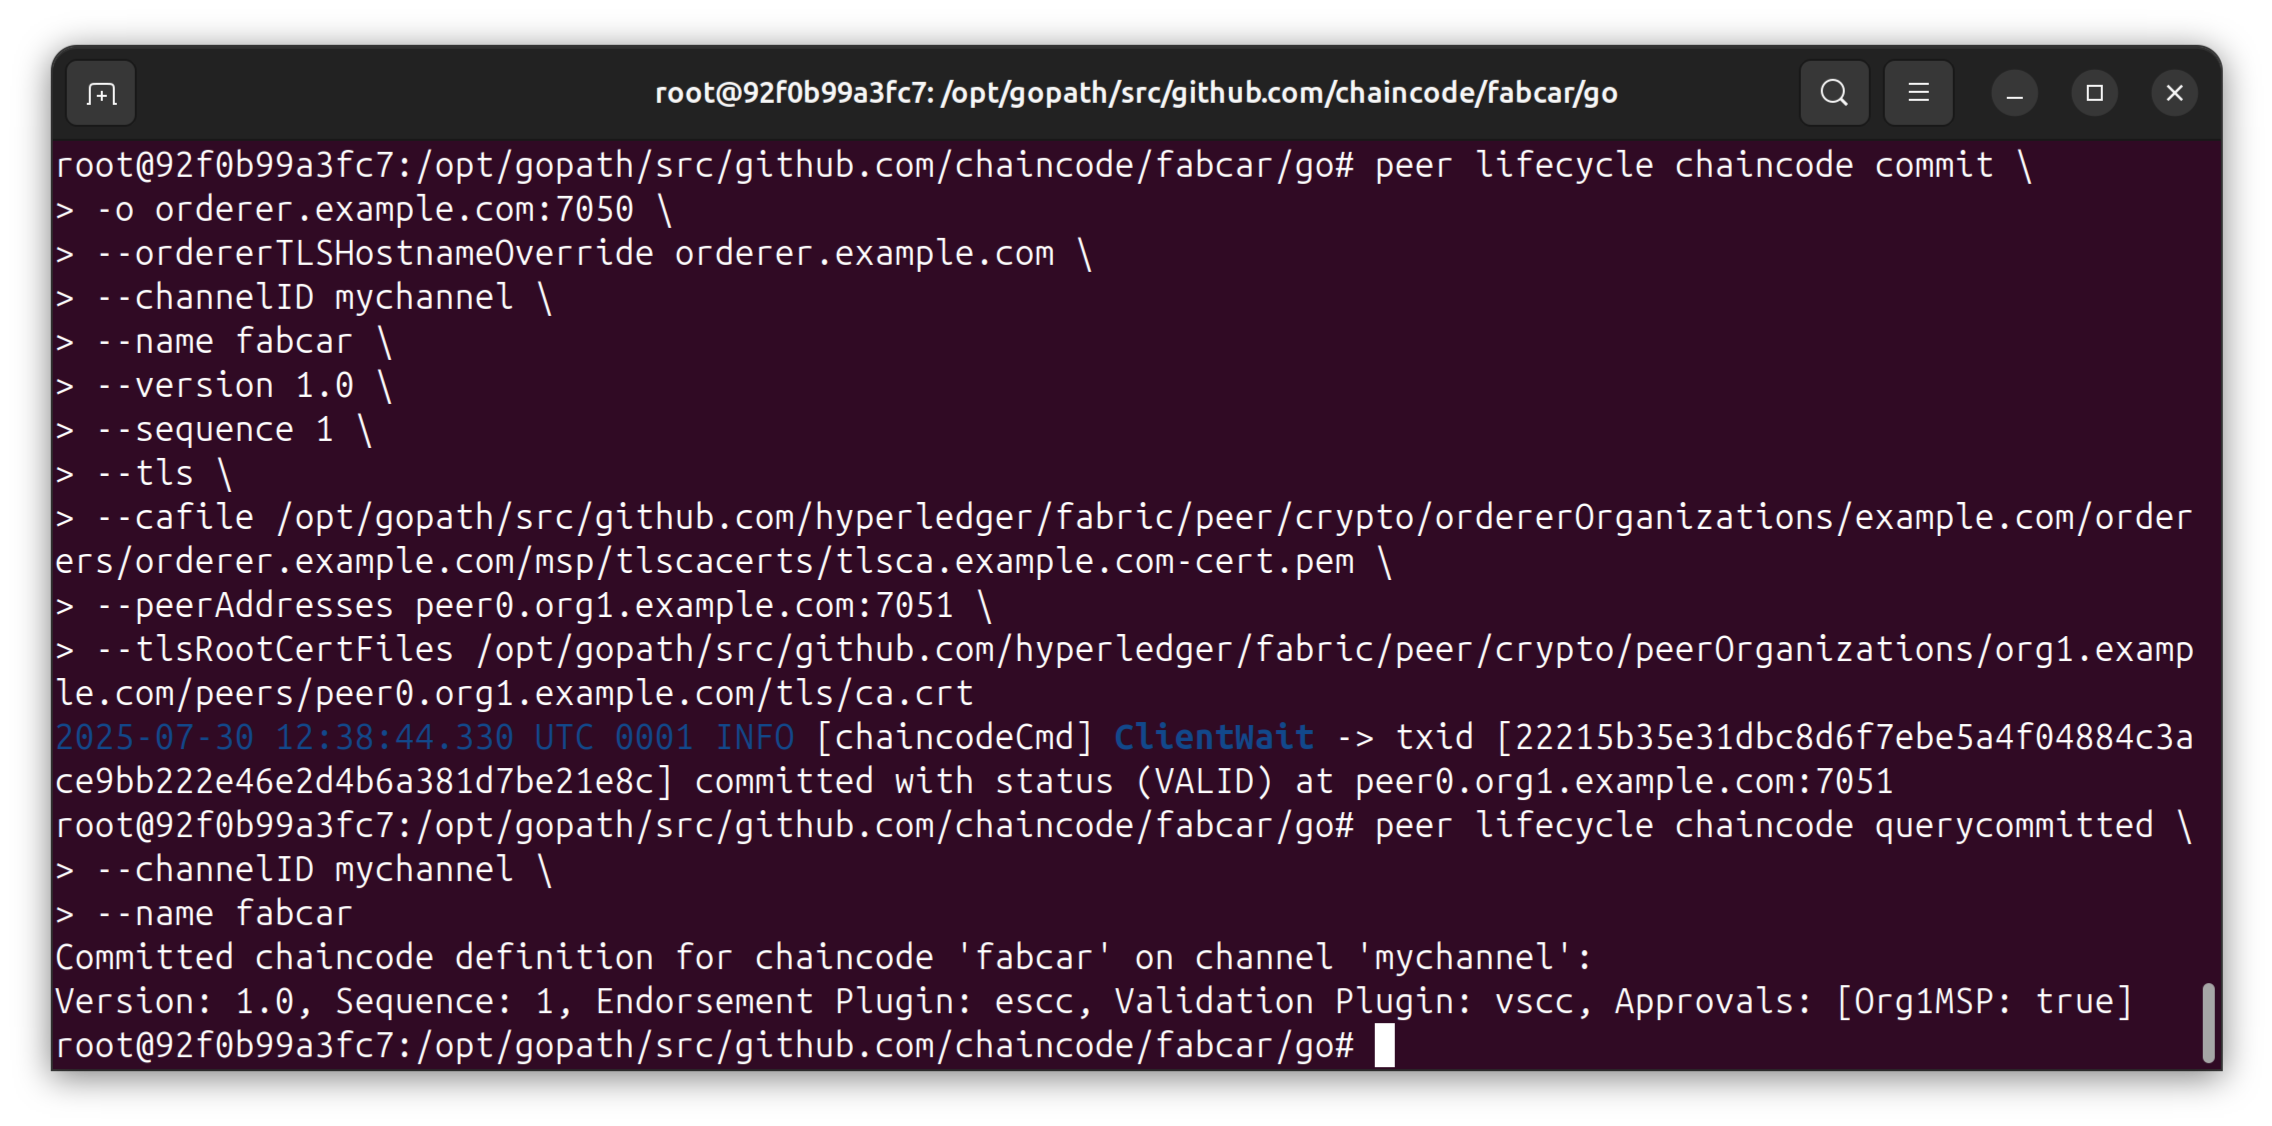 root@92f0b99a3fc7: /opt/gopath/src/github.com/chaincode/fabcar/go
root@92f0b99a3fc7:/opt/gopath/src/github.com/chaincode/fabcar/go# peer lifecycle chaincode commit \
> -o orderer.example.com:7050 \
> --ordererTLSHostnameOverride orderer.example.com \
> --channelID mychannel \
> --name fabcar \
> --version 1.0 \
> --sequence 1 \
> --tls \
> --cafile /opt/gopath/src/github.com/hyperledger/fabric/peer/crypto/ordererOrganizations/example.com/order
ers/orderer.example.com/msp/tlscacerts/tlsca.example.com-cert.pem \
> --peerAddresses peer0.org1.example.com:7051 \
> --tlsRootCertFiles /opt/gopath/src/github.com/hyperledger/fabric/peer/crypto/peerOrganizations/org1.examp
le.com/peers/peer0.org1.example.com/tls/ca.crt
2025-07-30 12:38:44.330 UTC 0001 INFO [chaincodeCmd] ClientWait -> txid [22215b35e31dbc8d6f7ebe5a4f04884c3a
ce9bb222e46e2d4b6a381d7be21e8c] committed with status (VALID) at peer0.org1.example.com:7051
root@92f0b99a3fc7:/opt/gopath/src/github.com/chaincode/fabcar/go# peer lifecycle chaincode querycommitted \
> --channelID mychannel \
> --name fabcar
Committed chaincode definition for chaincode 'fabcar' on channel 'mychannel':
Version: 1.0, Sequence: 1, Endorsement Plugin: escc, Validation Plugin: vscc, Approvals: [Org1MSP: true]
root@92f0b99a3fc7:/opt/gopath/src/github.com/chaincode/fabcar/go#